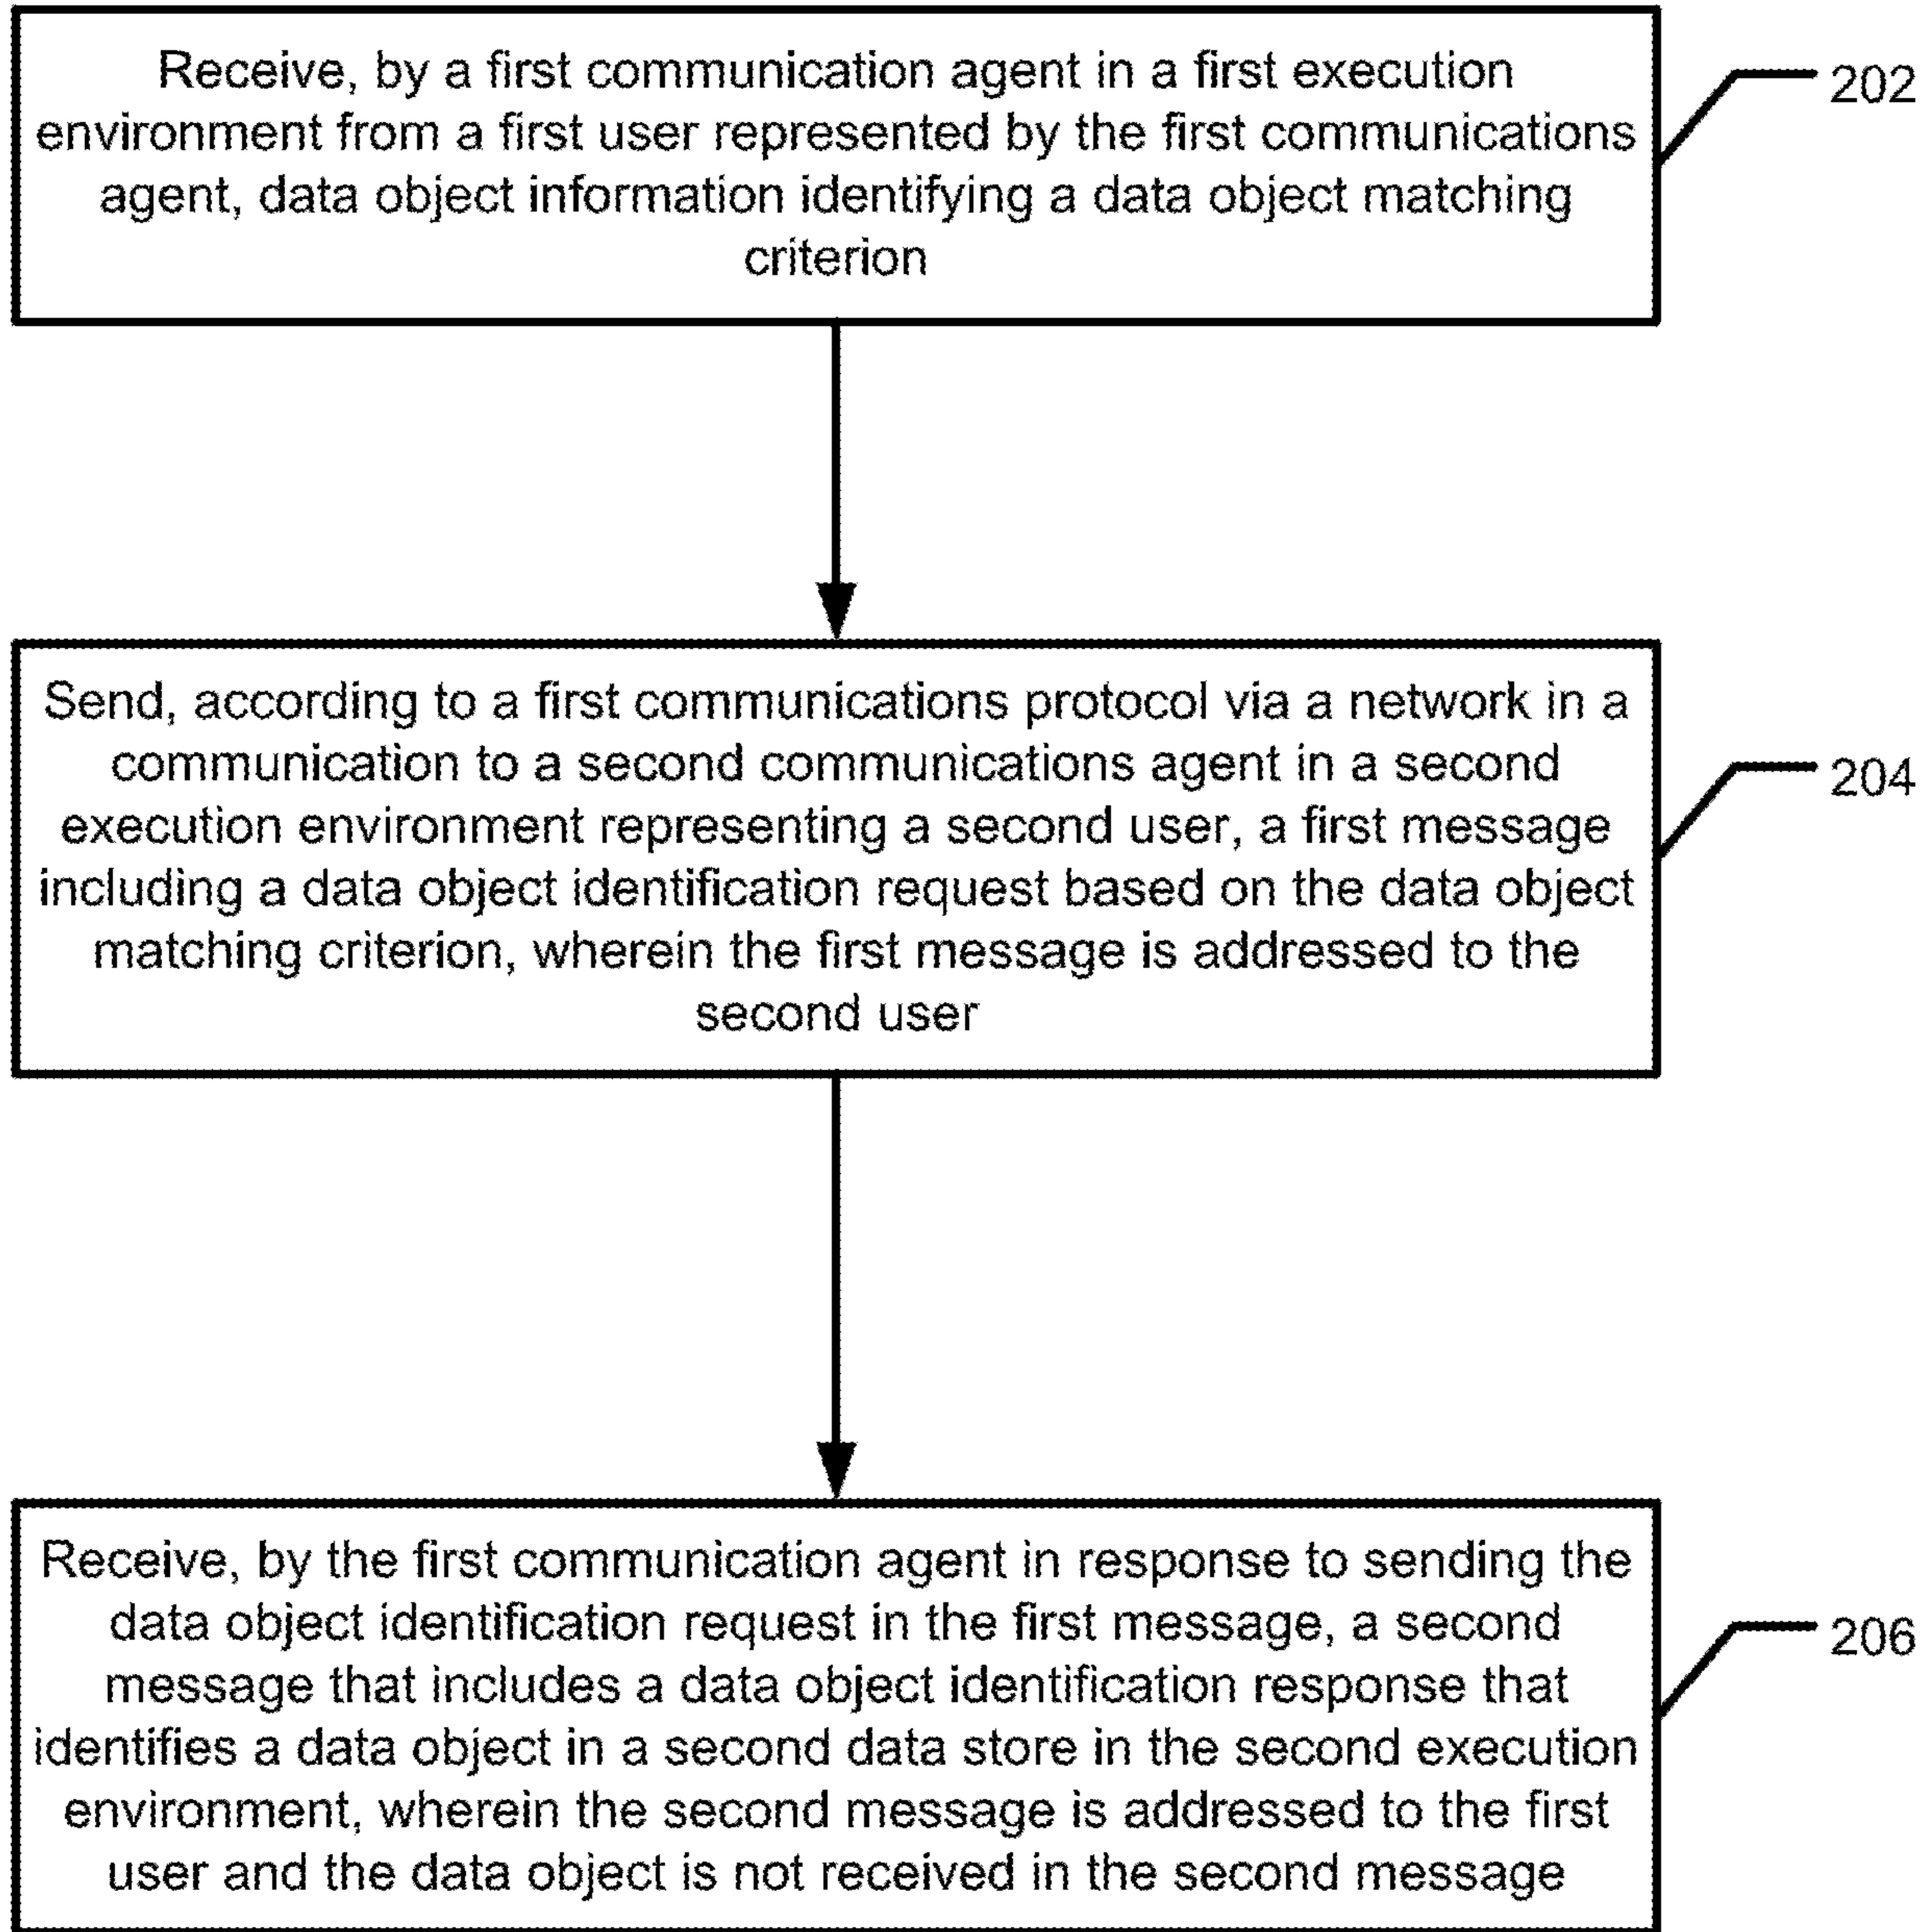 Receive, by a first communication agent in a first execution
environment from a first user represented by the first communications
agent, data object information identifying a data object matching
criterion
202
Send, according to a first communications protocol via a network in a
communication to a second communications agent in a second
execution environment representing a second user, a first message
including a data object identification request based on the data object
matching criterion, wherein the first message is addressed to the
second user
204
Receive, by the first communication agent in response to sending the
data object identification request in the first message, a second
message that includes a data object identification response that
identifies a data object in a second data store in the second execution
environment, wherein the second message is addressed to the first
user and the data object is not received in the second message
206